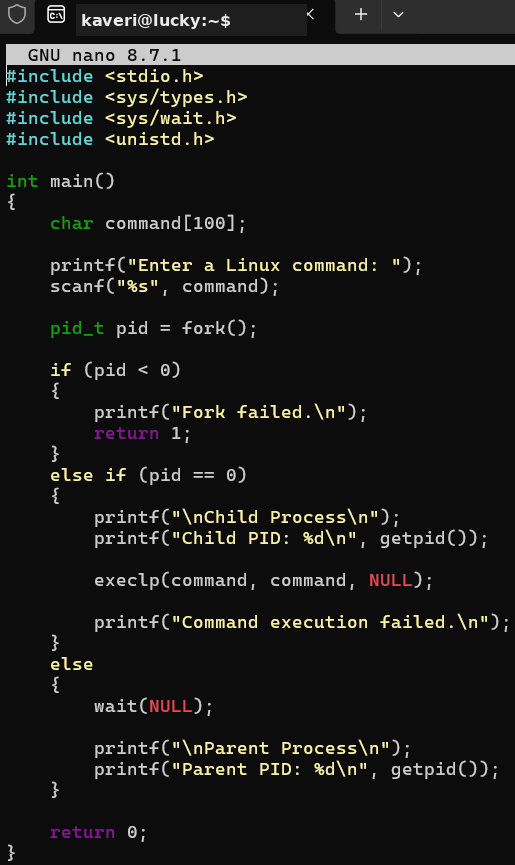 kaveri@lucky:~$
GNU nano 8.7.1
#include <stdio.h>
#include <sys/types.h>
#include <sys/wait.h>
#include <unistd.h>

int main()
{
    char command[100];

    printf("Enter a Linux command: ");
    scanf("%s", command);

    pid_t pid = fork();

    if (pid < 0)
    {
        printf("Fork failed.\n");
        return 1;
    }
    else if (pid == 0)
    {
        printf("\nChild Process\n");
        printf("Child PID: %d\n", getpid());

        execlp(command, command, NULL);

        printf("Command execution failed.\n");
    }
    else
    {
        wait(NULL);

        printf("\nParent Process\n");
        printf("Parent PID: %d\n", getpid());
    }

    return 0;
}